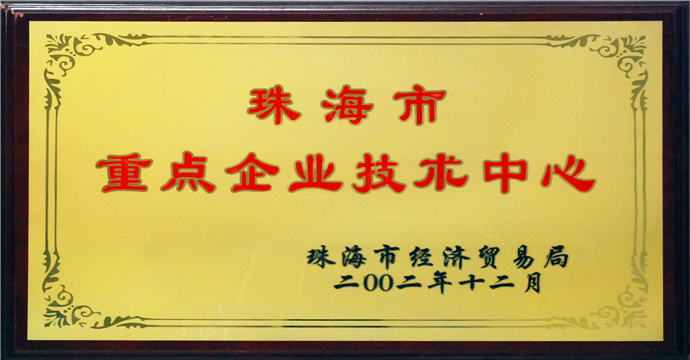 珠海市
重点企业技术中心
珠海市经济贸易局
二00二年十二月